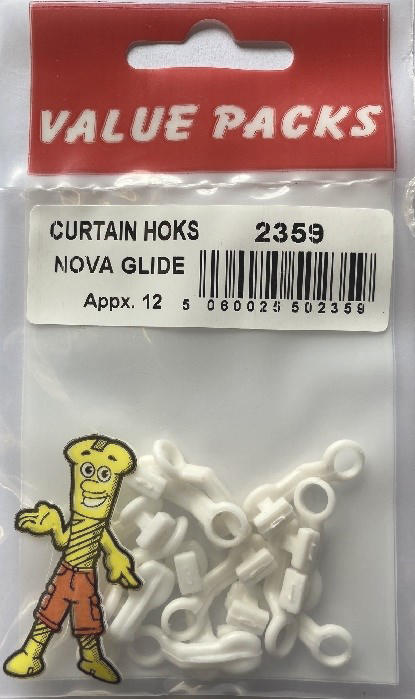 VALUE PACKS
CURTAIN HOKS 2359
NOVA GLIDE
Appx. 12 5 060025 502359